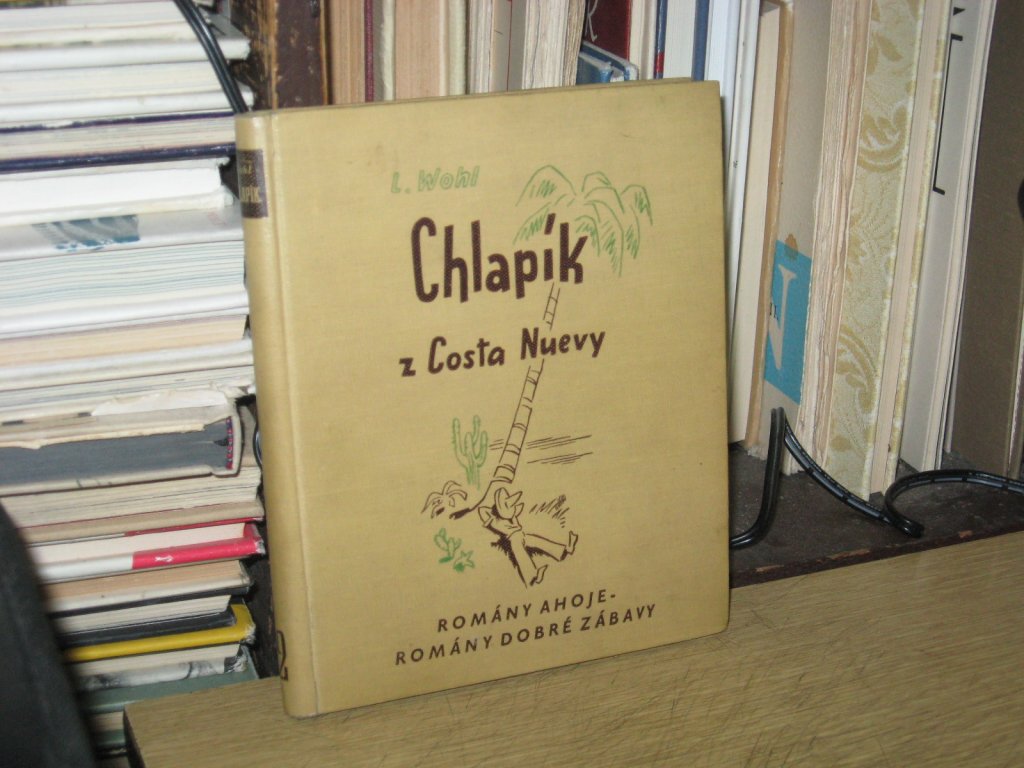 L. Wohl
Chlapík
z Costa Nuevy
ROMÁNY AHOJE-
ROMÁNY DOBRÉ ZÁBAVY